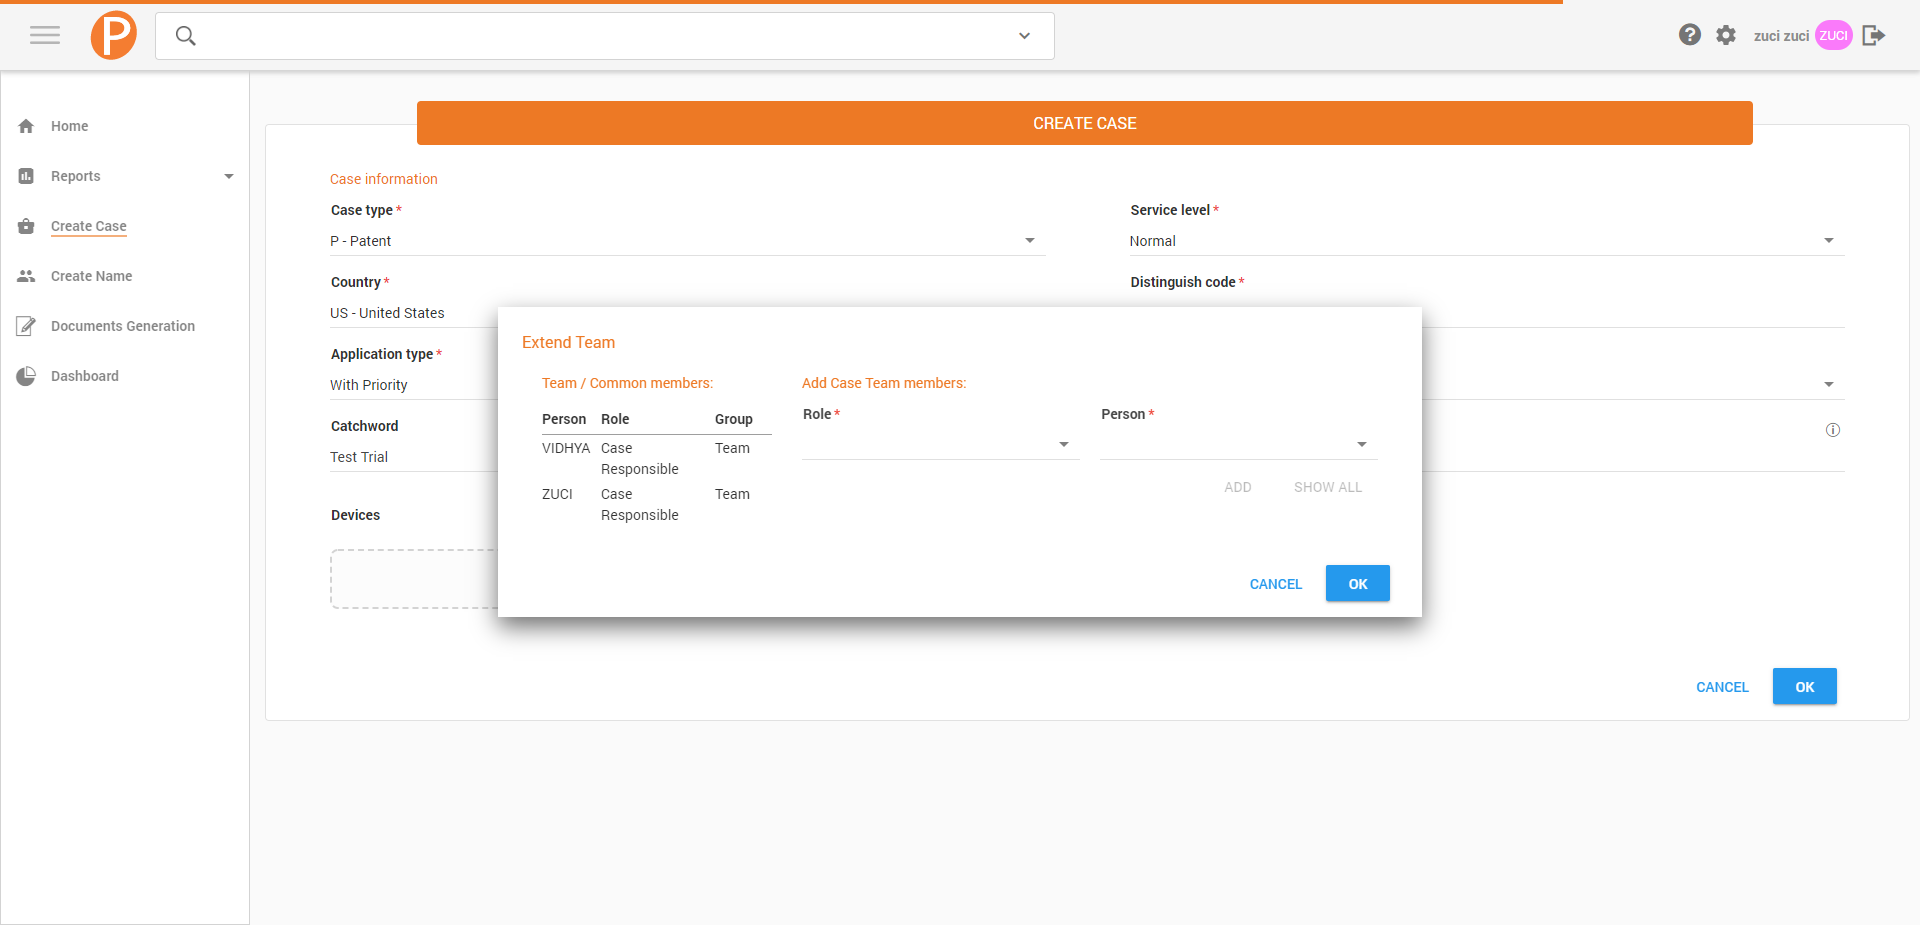 P
zuci zuci ZUCI
Home
Reports
Create Case
Create Name
Documents Generation
Dashboard
CREATE CASE
Case information
Case type *
Service level *
P - Patent
Normal
Country *
Distinguish code *
US - United States
Application type *
With Priority
Catchword
Test Trial
Devices
Extend Team
Team / Common members:
Add Case Team members:
Person Role Group
VIDHYA Case Responsible Team
ZUCI Case Responsible Team
Role *
Person *
ADD SHOW ALL
CANCEL OK
CANCEL OK